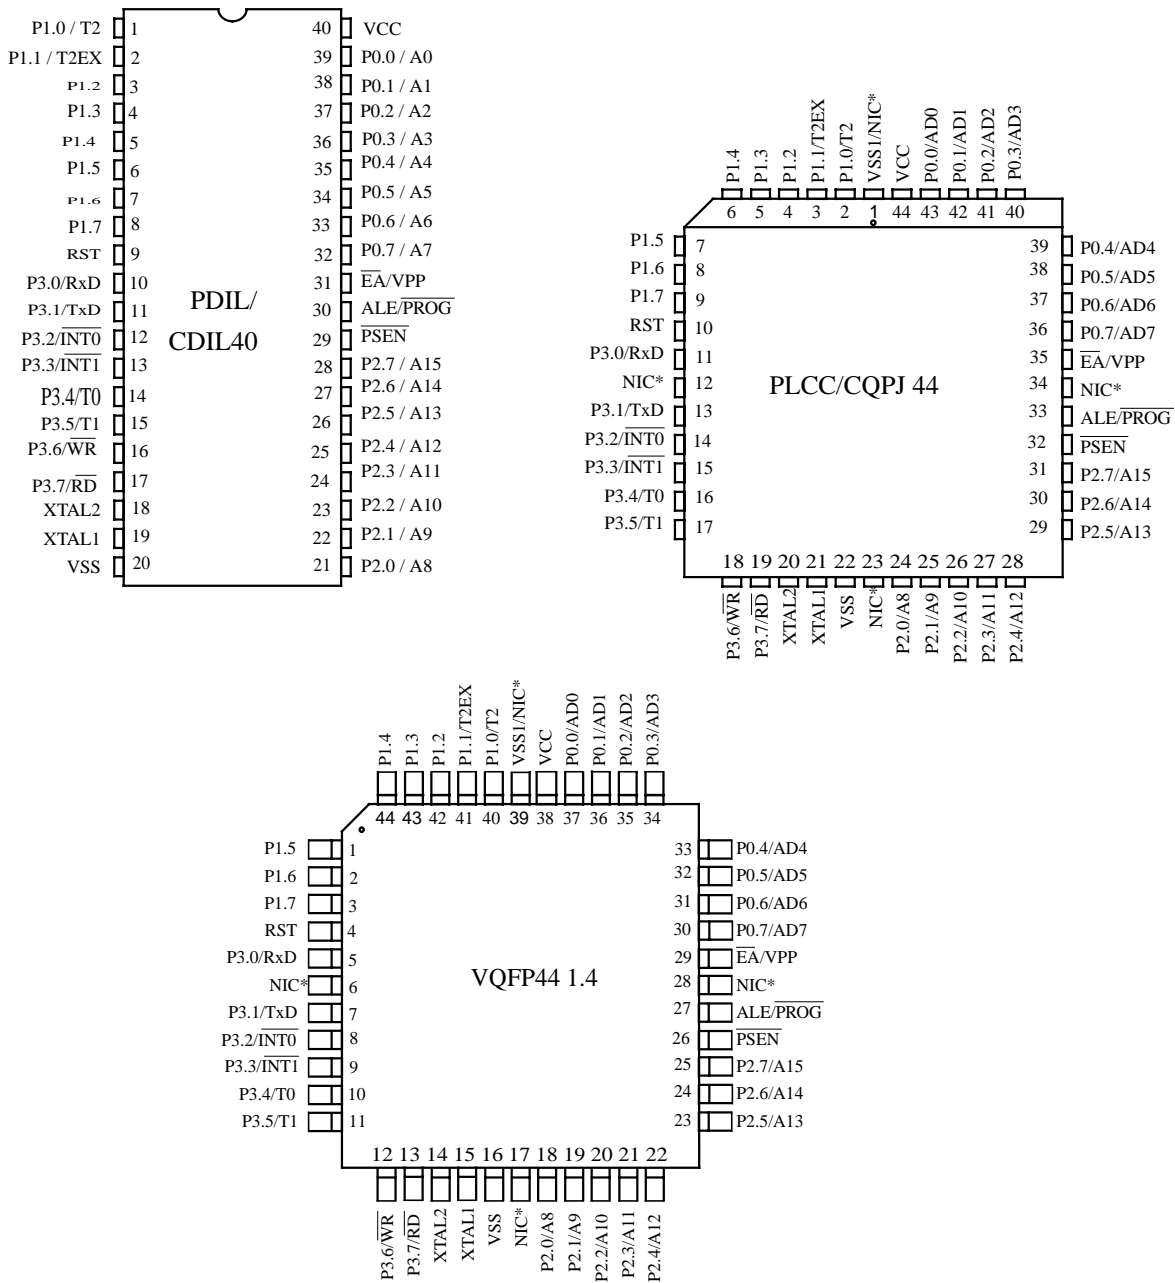 P1.0 / T2 1 40 VCC
P1.1 / T2EX 2 39 P0.0 / A0
P1.2 3 38 P0.1 / A1
P1.3 4 37 P0.2 / A2
P1.4 5 36 P0.3 / A3
P1.5 6 35 P0.4 / A4
P1.6 7 34 P0.5 / A5
P1.7 8 33 P0.6 / A6
RST 9 32 P0.7 / A7
P3.0/RxD 10 31 E̅A̅/VPP
P3.1/TxD 11 30 ALE/P̅R̅O̅G̅
P3.2/I̅N̅T̅0̅ 12 29 P̅S̅E̅N̅
P3.3/I̅N̅T̅1̅ 13 28 P2.7 / A15
P3.4/T0 14 27 P2.6 / A14
P3.5/T1 15 26 P2.5 / A13
P3.6/W̅R̅ 16 25 P2.4 / A12
P3.7/R̅D̅ 17 24 P2.3 / A11
XTAL2 18 23 P2.2 / A10
XTAL1 19 22 P2.1 / A9
VSS 20 21 P2.0 / A8
PDIL/
CDIL40
P1.4 P1.3 P1.2 P1.1/T2EX P1.0/T2 VSS1/NIC* VCC P0.0/AD0 P0.1/AD1 P0.2/AD2 P0.3/AD3
6 5 4 3 2 1 44 43 42 41 40
P1.5 7 39 P0.4/AD4
P1.6 8 38 P0.5/AD5
P1.7 9 37 P0.6/AD6
RST 10 36 P0.7/AD7
P3.0/RxD 11 35 E̅A̅/VPP
NIC* 12 34 NIC*
P3.1/TxD 13 33 ALE/P̅R̅O̅G̅
P3.2/I̅N̅T̅0̅ 14 32 P̅S̅E̅N̅
P3.3/I̅N̅T̅1̅ 15 31 P2.7/A15
P3.4/T0 16 30 P2.6/A14
P3.5/T1 17 29 P2.5/A13
PLCC/CQPJ 44
18 19 20 21 22 23 24 25 26 27 28
P3.6/W̅R̅ P3.7/R̅D̅ XTAL2 XTAL1 VSS NIC* P2.0/A8 P2.1/A9 P2.2/A10 P2.3/A11 P2.4/A12
P1.4 P1.3 P1.2 P1.1/T2EX P1.0/T2 VSS1/NIC* VCC P0.0/AD0 P0.1/AD1 P0.2/AD2 P0.3/AD3
44 43 42 41 40 39 38 37 36 35 34
P1.5 1 33 P0.4/AD4
P1.6 2 32 P0.5/AD5
P1.7 3 31 P0.6/AD6
RST 4 30 P0.7/AD7
P3.0/RxD 5 29 E̅A̅/VPP
NIC* 6 28 NIC*
P3.1/TxD 7 27 ALE/P̅R̅O̅G̅
P3.2/I̅N̅T̅0̅ 8 26 P̅S̅E̅N̅
P3.3/I̅N̅T̅1̅ 9 25 P2.7/A15
P3.4/T0 10 24 P2.6/A14
P3.5/T1 11 23 P2.5/A13
VQFP44 1.4
12 13 14 15 16 17 18 19 20 21 22
P3.6/W̅R̅ P3.7/R̅D̅ XTAL2 XTAL1 VSS NIC* P2.0/A8 P2.1/A9 P2.2/A10 P2.3/A11 P2.4/A12